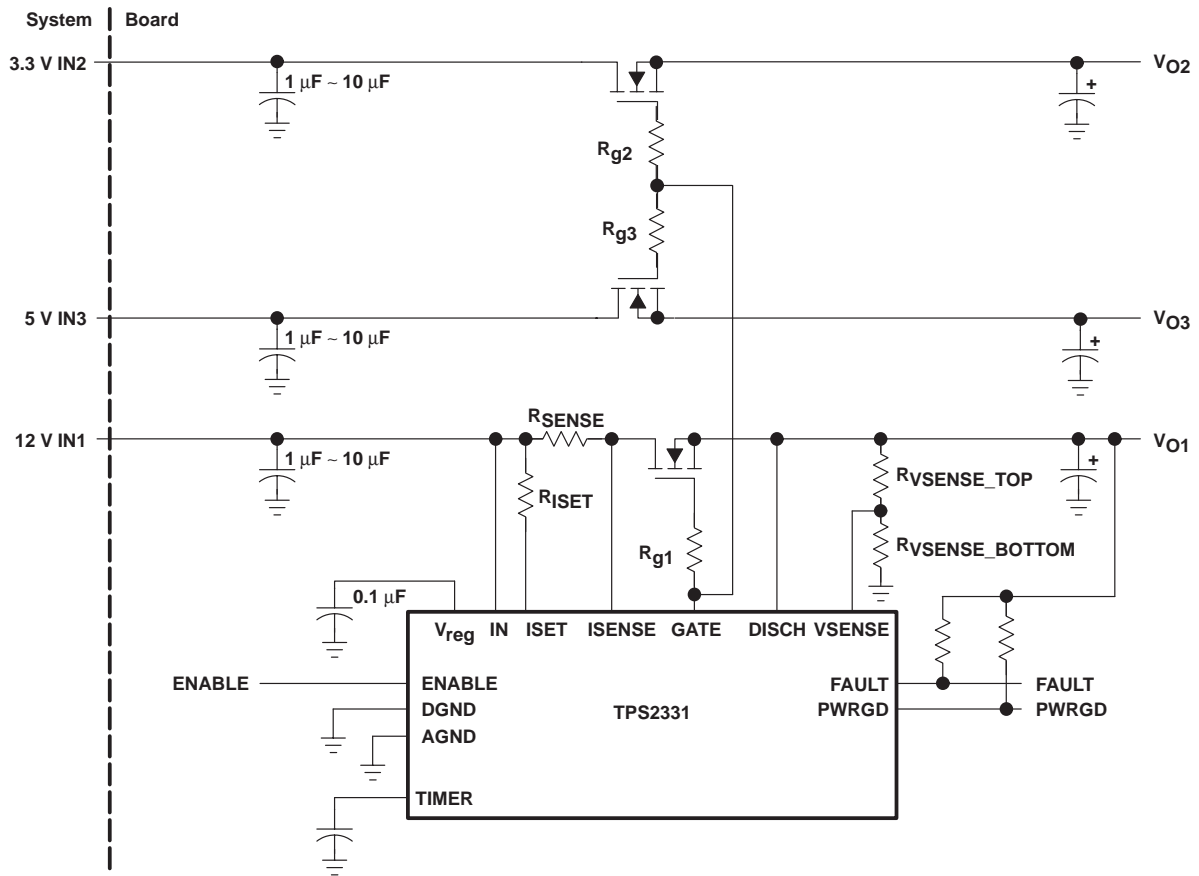 System Board
3.3 V IN2
VO2
1 μF ~ 10 μF
+
Rg2
Rg3
5 V IN3
VO3
1 μF ~ 10 μF
+
RSENSE
12 V IN1
VO1
1 μF ~ 10 μF
+
RISET
RVSENSE_TOP
Rg1
RVSENSE_BOTTOM
0.1 μF
Vreg IN ISET ISENSE GATE DISCH VSENSE
ENABLE ENABLE
FAULT FAULT
DGND
TPS2331
PWRGD PWRGD
AGND
TIMER